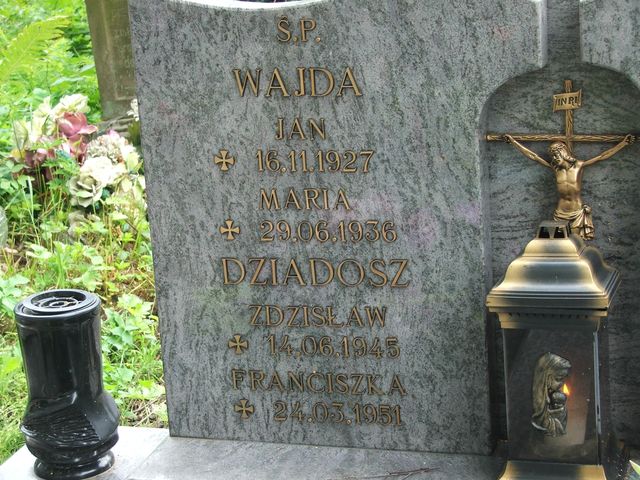 Ś.P.
WAJDA
JAN
✠ 16.11.1927
MARIA
✠ 29.06.1936
DZIADOSZ
ZDZISŁAW
✠ 14.06.1945
FRANCISZKA
✠ 24.03.1951
INRI